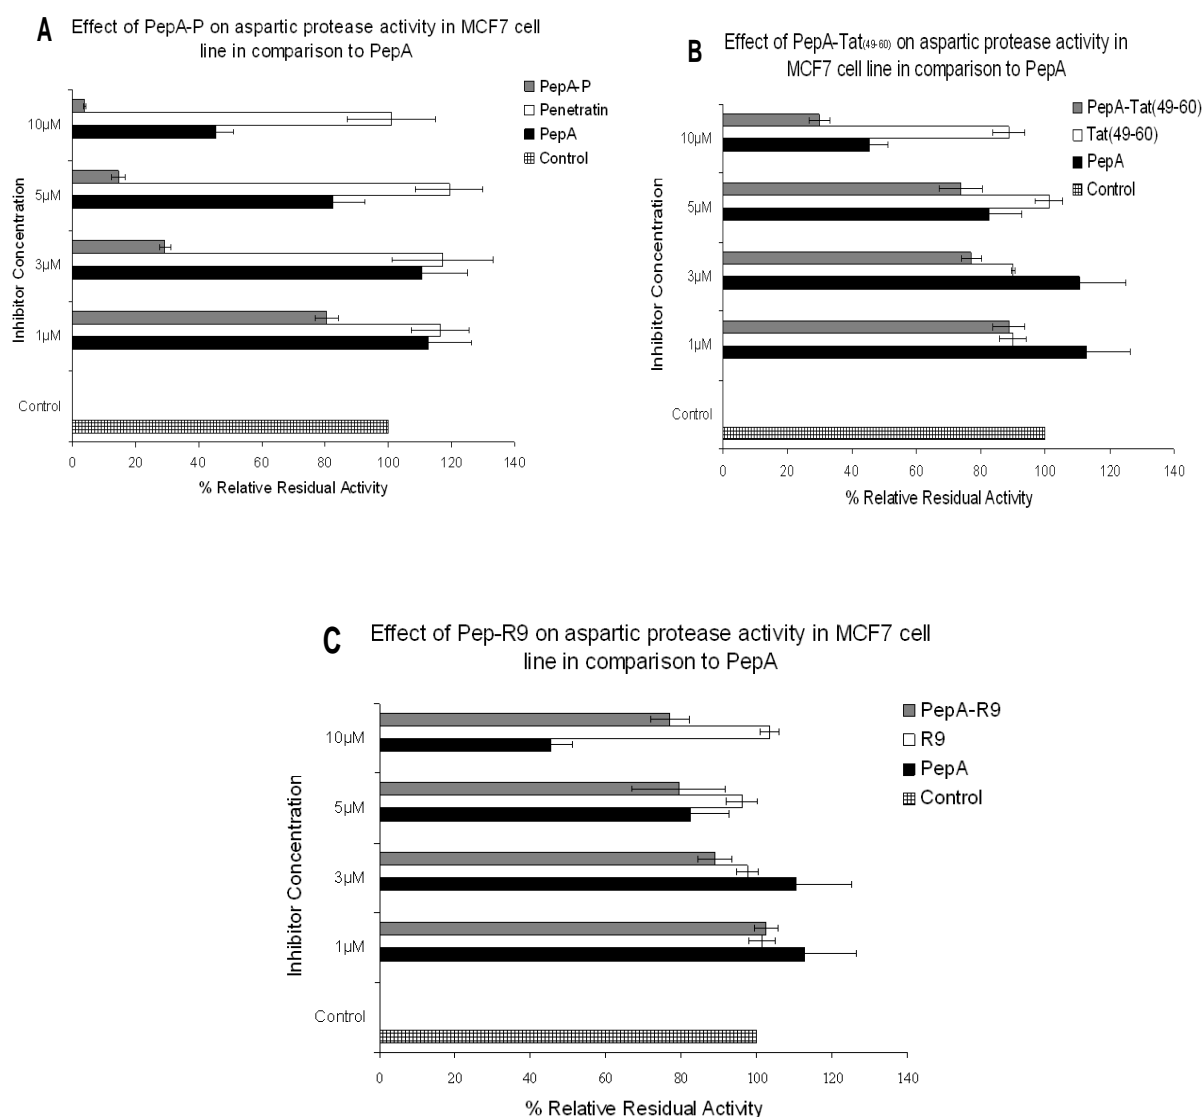 A
Effect of PepA-P on aspartic protease activity in MCF7 cell
line in comparison to PepA
PepA-P
Penetratin
PepA
Control
Inhibitor Concentration
10µM
5µM
3µM
1µM
Control
0 20 40 60 80 100 120 140
% Relative Residual Activity
B
Effect of PepA-Tat(49-60) on aspartic protease activity in
MCF7 cell line in comparison to PepA
PepA-Tat(49-60)
Tat(49-60)
PepA
Control
Inhibitor Concentration
10µM
5µM
3µM
1µM
Control
0 20 40 60 80 100 120 140
% Relative Residual Activity
C
Effect of Pep-R9 on aspartic protease activity in MCF7 cell
line in comparison to PepA
PepA-R9
R9
PepA
Control
Inhibitor Concentration
10µM
5µM
3µM
1µM
Control
0 20 40 60 80 100 120 140
% Relative Residual Activity